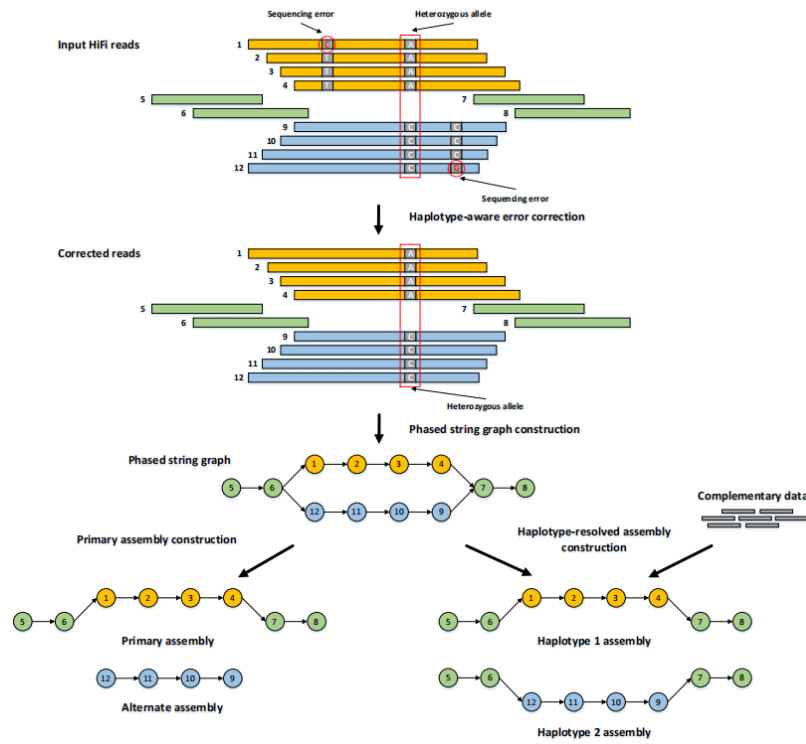 Sequencing error
Heterozygous allele
Input HiFi reads
1
C
A
2
T
A
3
T
A
4
T
A
5
7
6
8
9
C
C
10
C
C
11
C
C
12
C
G
Sequencing error
Haplotype-aware error correction
Corrected reads
1
A
2
A
3
A
4
A
5
7
6
8
9
C
10
C
11
C
12
C
Heterozygous allele
Phased string graph construction
Phased string graph
1 2 3 4
5 6 7 8
12 11 10 9
Complementary data
Primary assembly construction
Haplotype-resolved assembly
construction
1 2 3 4
5 6 7 8
Primary assembly
12 11 10 9
Alternate assembly
1 2 3 4
5 6 7 8
Haplotype 1 assembly
5 6 7 8
12 11 10 9
Haplotype 2 assembly